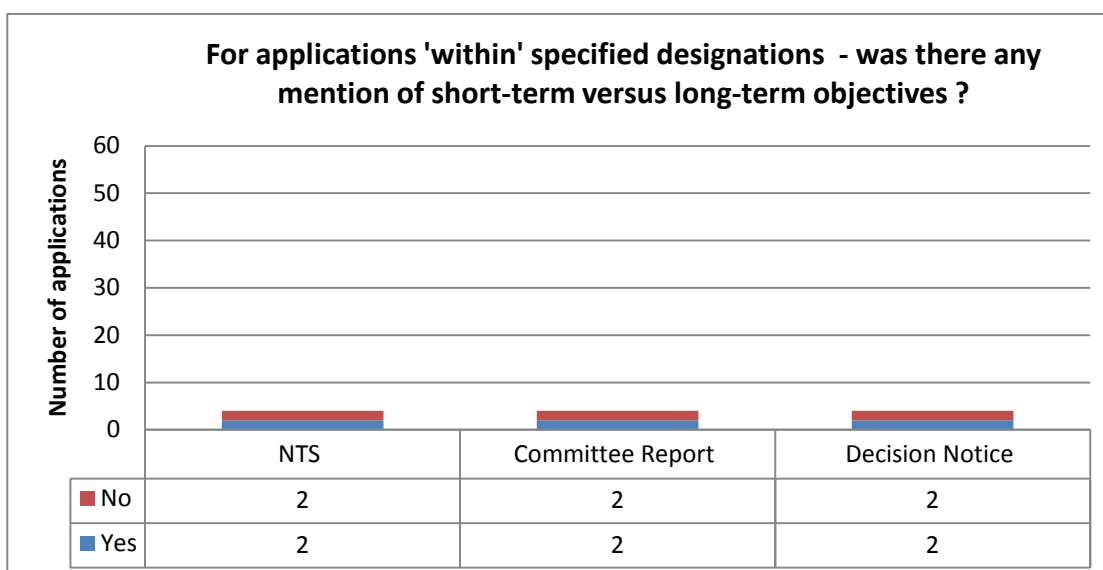 For applications 'within' specified designations - was there any
mention of short-term versus long-term objectives ?
Number of applications
60
50
40
30
20
10
0
NTS Committee Report Decision Notice
No 2 2 2
Yes 2 2 2